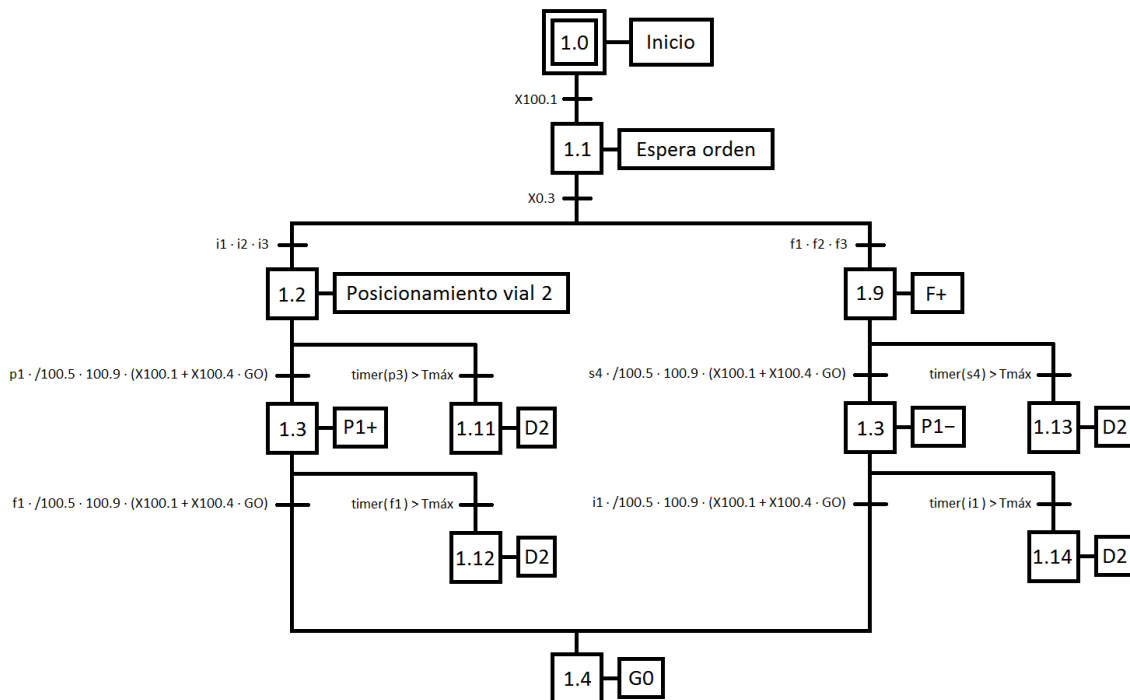 1.0 Inicio
X100.1
1.1 Espera orden
X0.3
i1 · i2 · i3 f1 · f2 · f3
1.2 Posicionamiento vial 2 1.9 F+
p1 · /100.5 · 100.9 · (X100.1 + X100.4 · GO) timer(p3) > Tmáx s4 · /100.5 · 100.9 · (X100.1 + X100.4 · GO) timer(s4) > Tmáx
1.3 P1+ 1.11 D2 1.3 P1− 1.13 D2
f1 · /100.5 · 100.9 · (X100.1 + X100.4 · GO) timer(f1) > Tmáx i1 · /100.5 · 100.9 · (X100.1 + X100.4 · GO) timer(i1) > Tmáx
1.12 D2 1.14 D2
1.4 G0